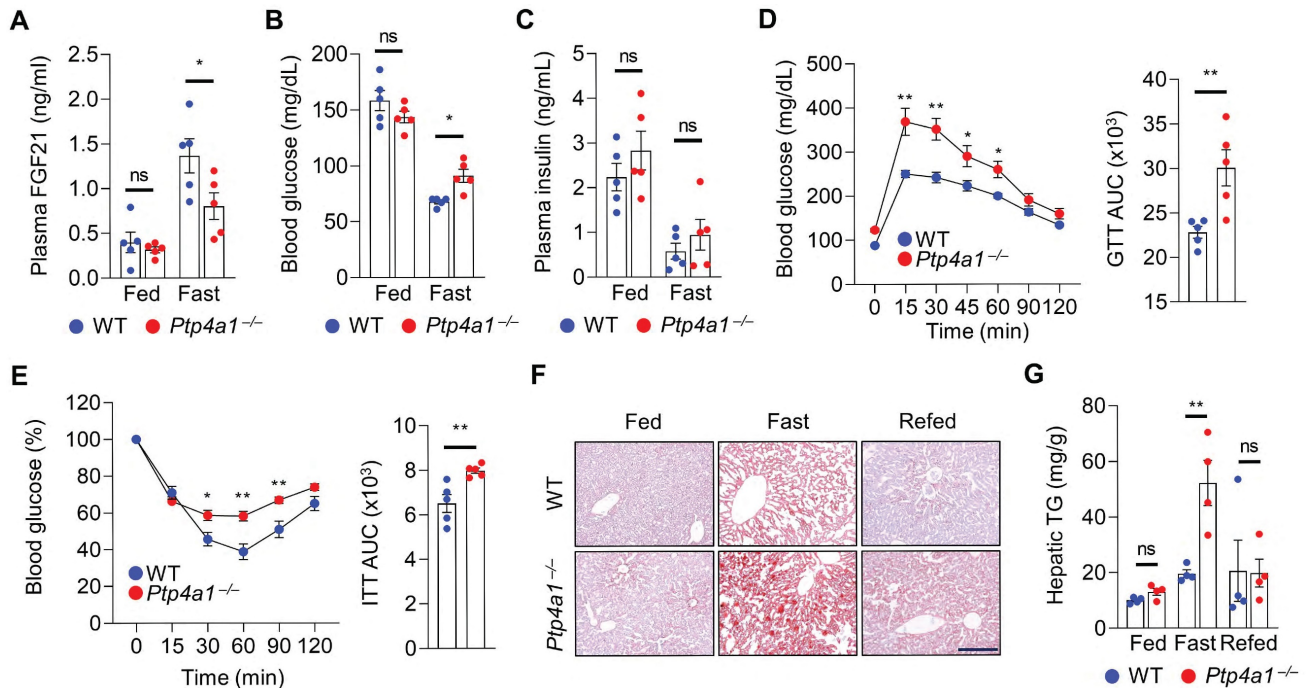 A
Plasma FGF21 (ng/ml)
2.5
2.0
1.5
1.0
0.5
0.0
ns
*
Fed Fast
WT Ptp4a1–/–
B
Blood glucose (mg/dL)
200
150
100
50
0
ns
*
Fed Fast
WT Ptp4a1–/–
C
Plasma insulin (ng/mL)
5
4
3
2
1
0
ns
ns
Fed Fast
WT Ptp4a1–/–
D
Blood glucose (mg/dL)
500
400
300
200
100
0
** ** * *
WT
Ptp4a1–/–
0 15 30 45 60 90 120
Time (min)
GTT AUC (x103)
40
35
30
25
20
15
**
E
Blood glucose (%)
120
100
80
60
40
20
0
* ** **
WT
Ptp4a1–/–
0 15 30 60 90 120
Time (min)
ITT AUC (x103)
10
8
6
4
2
0
**
F
Fed Fast Refed
WT
Ptp4a1–/–
G
Hepatic TG (mg/g)
80
60
40
20
0
ns
**
ns
Fed Fast Refed
WT Ptp4a1–/–